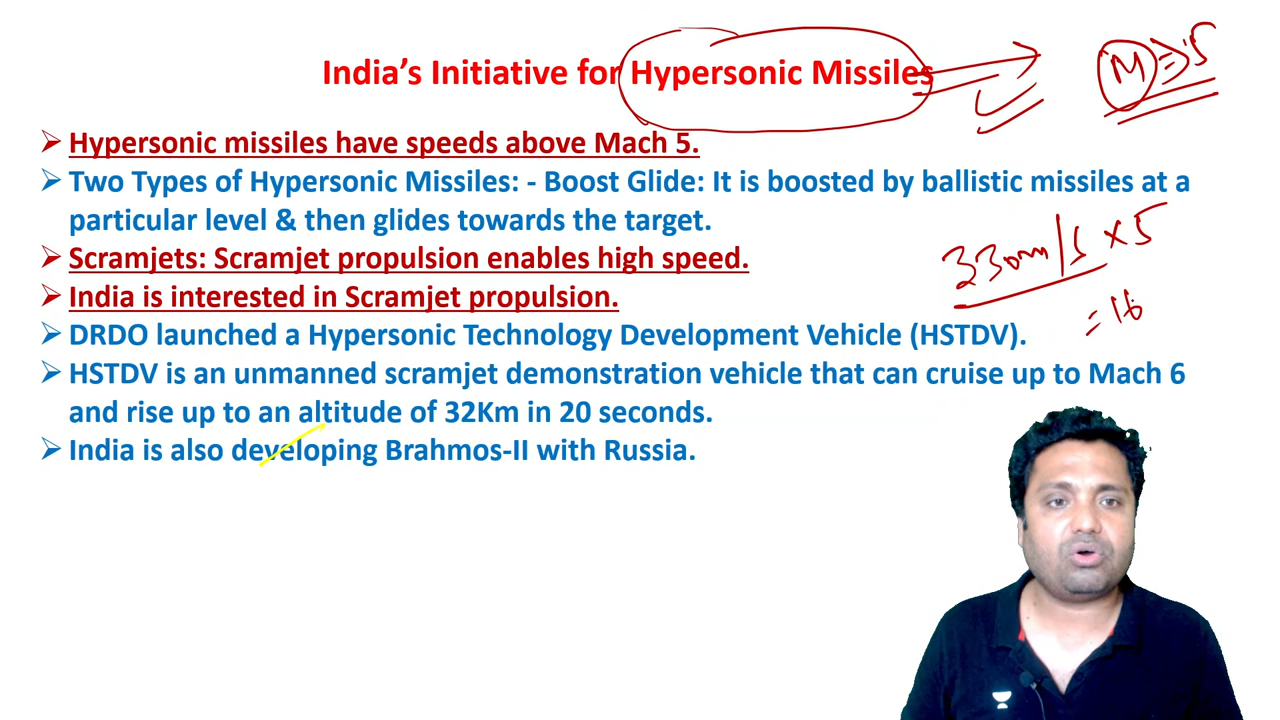 India's Initiative for Hypersonic Missiles
M => 5
➢ Hypersonic missiles have speeds above Mach 5.
➢ Two Types of Hypersonic Missiles: - Boost Glide: It is boosted by ballistic missiles at a
particular level & then glides towards the target.
➢ Scramjets: Scramjet propulsion enables high speed.
➢ India is interested in Scramjet propulsion.
330m/s x 5
= 16
➢ DRDO launched a Hypersonic Technology Development Vehicle (HSTDV).
➢ HSTDV is an unmanned scramjet demonstration vehicle that can cruise up to Mach 6
and rise up to an altitude of 32Km in 20 seconds.
➢ India is also developing Brahmos-II with Russia.